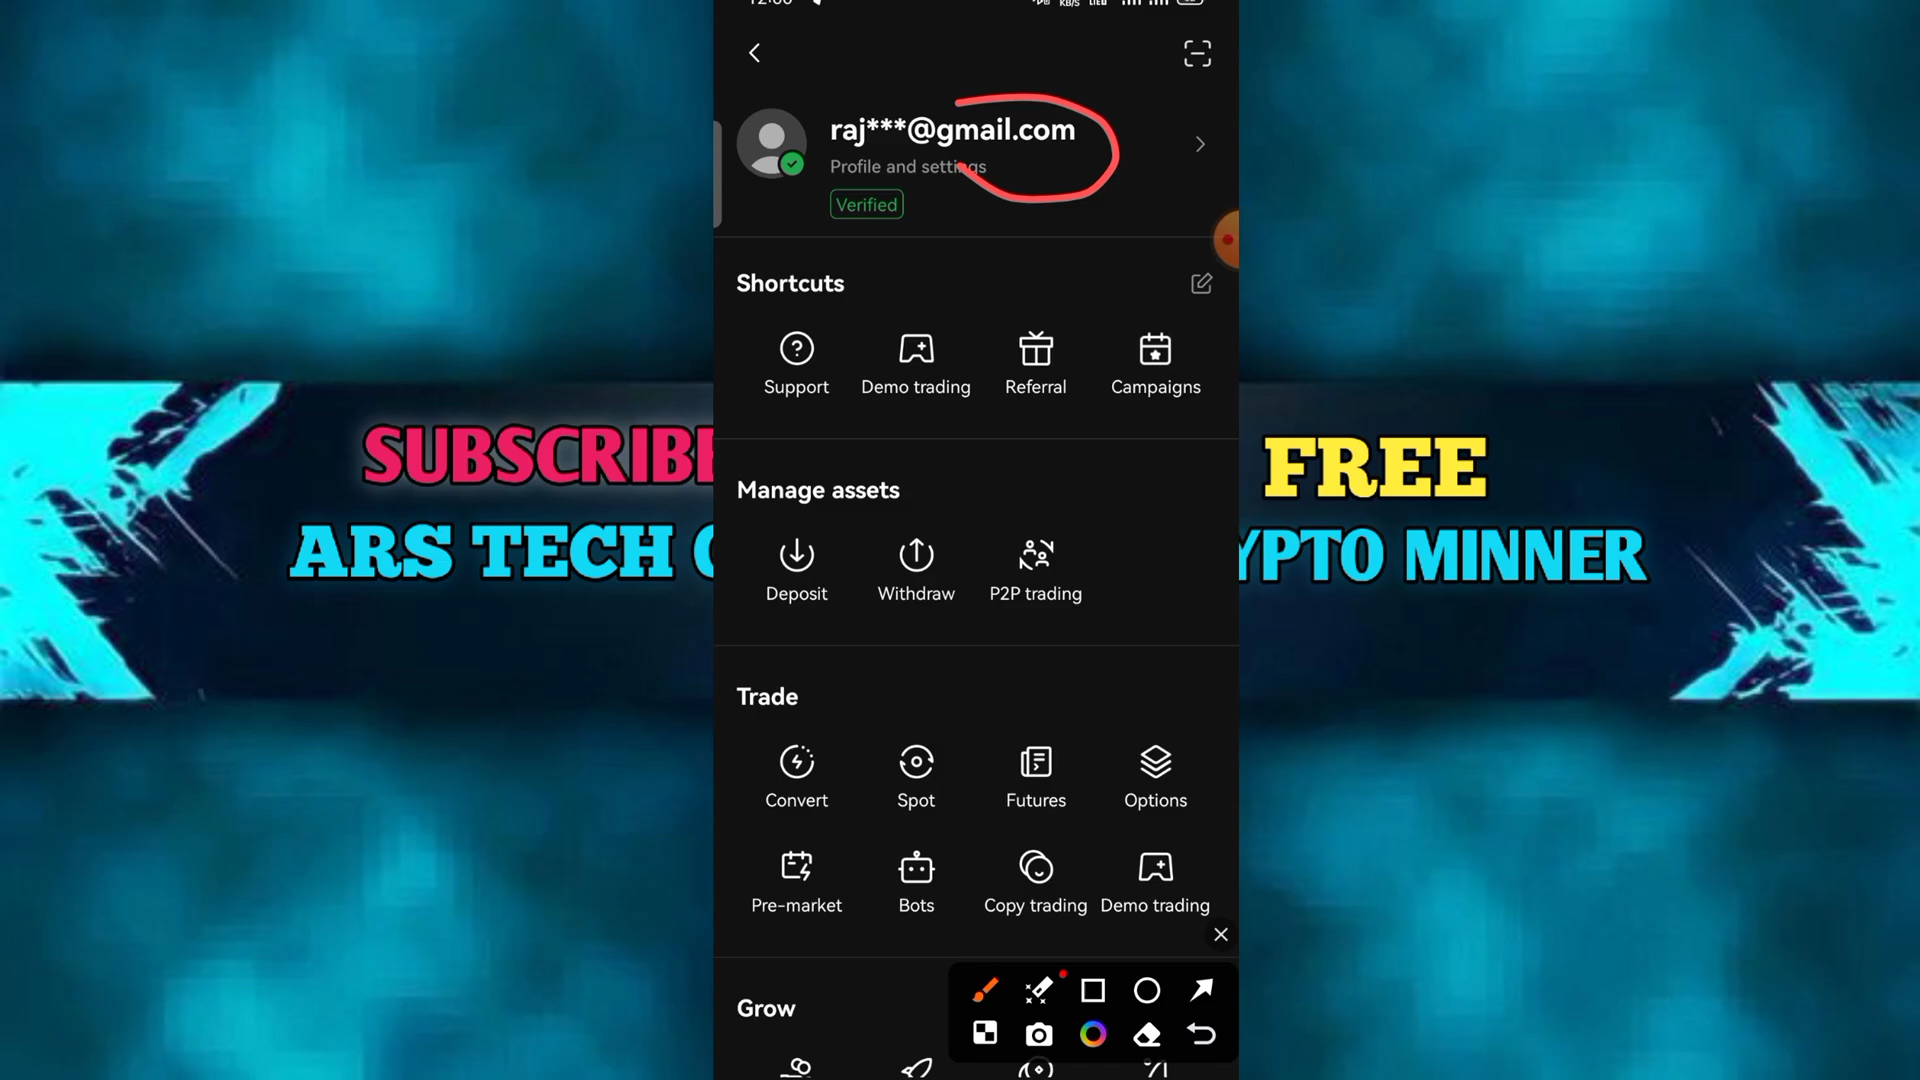 raj***@gmail.com
Profile and settings
Verified
Shortcuts
Support Demo trading Referral Campaigns
SUBSCRIBE FREE
Manage assets
ARS TECH YPTO MINNER
Deposit Withdraw P2P trading
Trade
Convert Spot Futures Options
Pre-market Bots Copy trading Demo trading
Grow